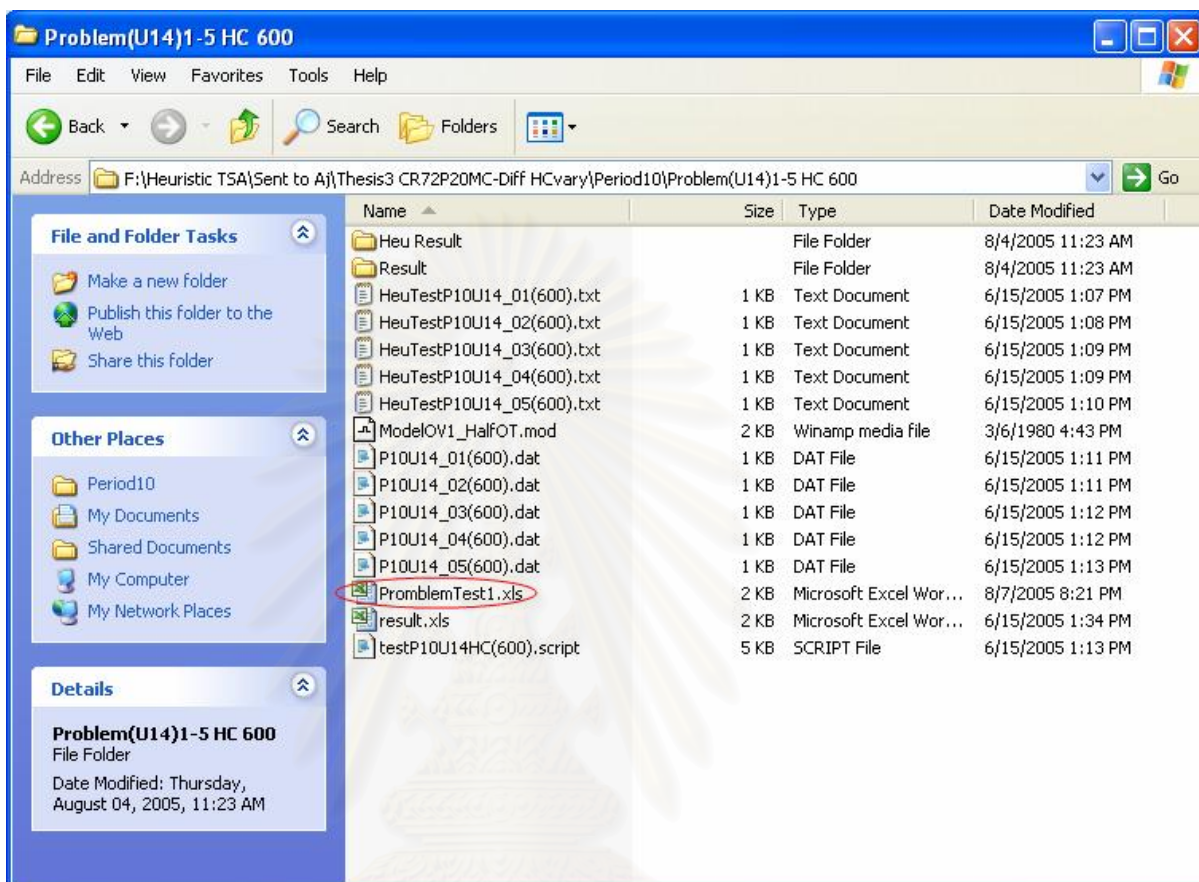 Problem(U14)1-5 HC 600
File Edit View Favorites Tools Help
Back Search Folders
Address F:\Heuristic TSA\Sent to Aj\Thesis3 CR72P20MC-Diff HCvary\Period10\Problem(U14)1-5 HC 600 Go
File and Folder Tasks
Make a new folder
Publish this folder to the
Web
Share this folder
Other Places
Period10
My Documents
Shared Documents
My Computer
My Network Places
Details
Problem(U14)1-5 HC 600
File Folder
Date Modified: Thursday,
August 04, 2005, 11:23 AM
Name Size Type Date Modified
Heu Result File Folder 8/4/2005 11:23 AM
Result File Folder 8/4/2005 11:23 AM
HeuTestP10U14_01(600).txt 1 KB Text Document 6/15/2005 1:07 PM
HeuTestP10U14_02(600).txt 1 KB Text Document 6/15/2005 1:08 PM
HeuTestP10U14_03(600).txt 1 KB Text Document 6/15/2005 1:09 PM
HeuTestP10U14_04(600).txt 1 KB Text Document 6/15/2005 1:09 PM
HeuTestP10U14_05(600).txt 1 KB Text Document 6/15/2005 1:10 PM
ModelOV1_HalfOT.mod 2 KB Winamp media file 3/6/1980 4:43 PM
P10U14_01(600).dat 1 KB DAT File 6/15/2005 1:11 PM
P10U14_02(600).dat 1 KB DAT File 6/15/2005 1:11 PM
P10U14_03(600).dat 1 KB DAT File 6/15/2005 1:12 PM
P10U14_04(600).dat 1 KB DAT File 6/15/2005 1:12 PM
P10U14_05(600).dat 1 KB DAT File 6/15/2005 1:13 PM
PromblemTest1.xls 2 KB Microsoft Excel Wor... 8/7/2005 8:21 PM
result.xls 2 KB Microsoft Excel Wor... 6/15/2005 1:34 PM
testP10U14HC(600).script 5 KB SCRIPT File 6/15/2005 1:13 PM